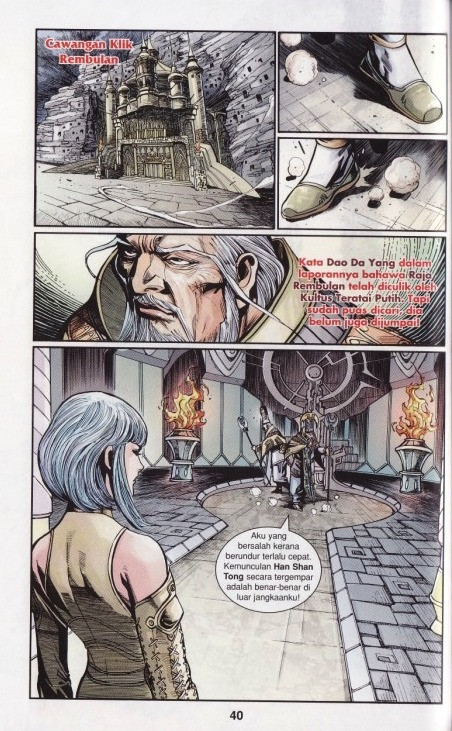 Cawangan Klik
Rembulan
Kata Dao Da Yang dalam
laporannya bahawa Raja
Rembulan telah diculik oleh
Kultus Teratai Putih. Tapi
sudah puas dicari, dia
belum juga dijumpai!
Aku yang
bersalah kerana
berundur terlalu cepat.
Kemunculan Han Shan
Tong secara tergempar
adalah benar-benar di
luar jangkaanku!
40